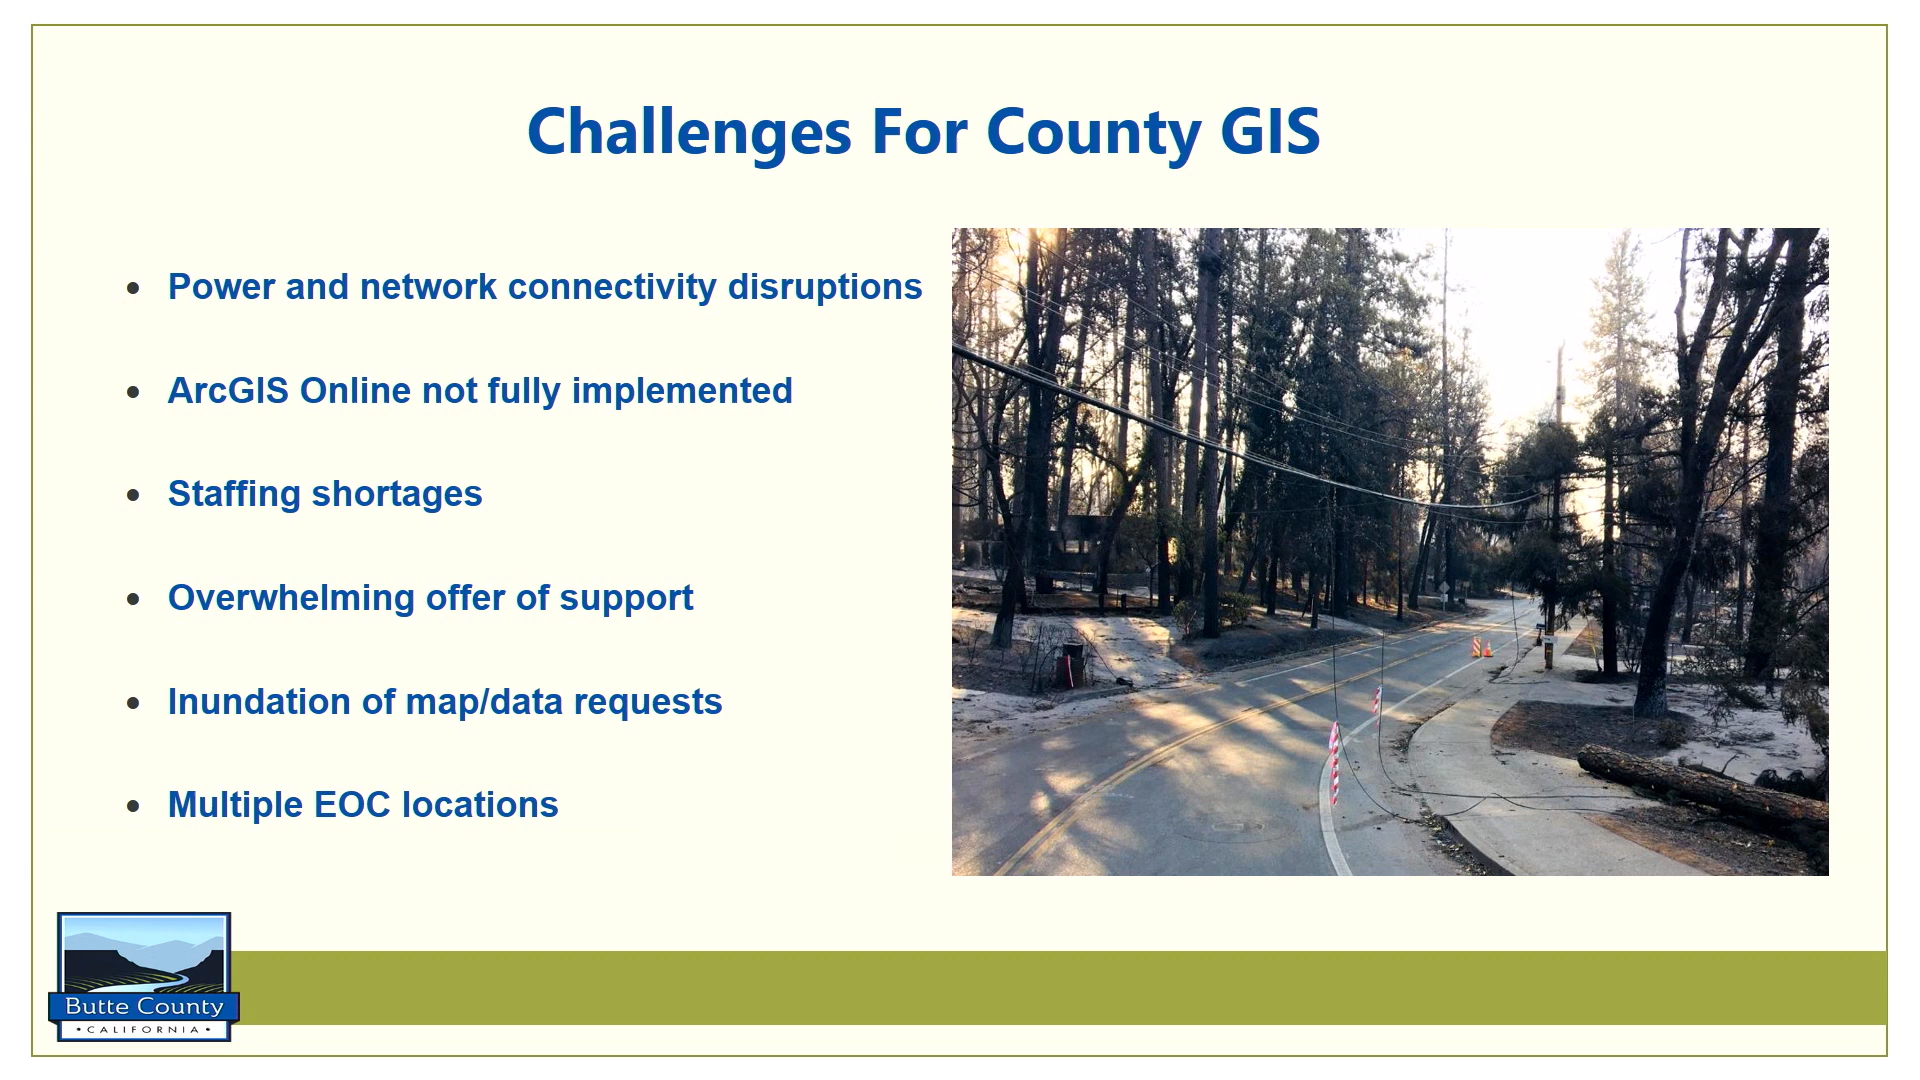 Challenges For County GIS
• Power and network connectivity disruptions
• ArcGIS Online not fully implemented
• Staffing shortages
• Overwhelming offer of support
• Inundation of map/data requests
• Multiple EOC locations
Butte County
• CALIFORNIA •